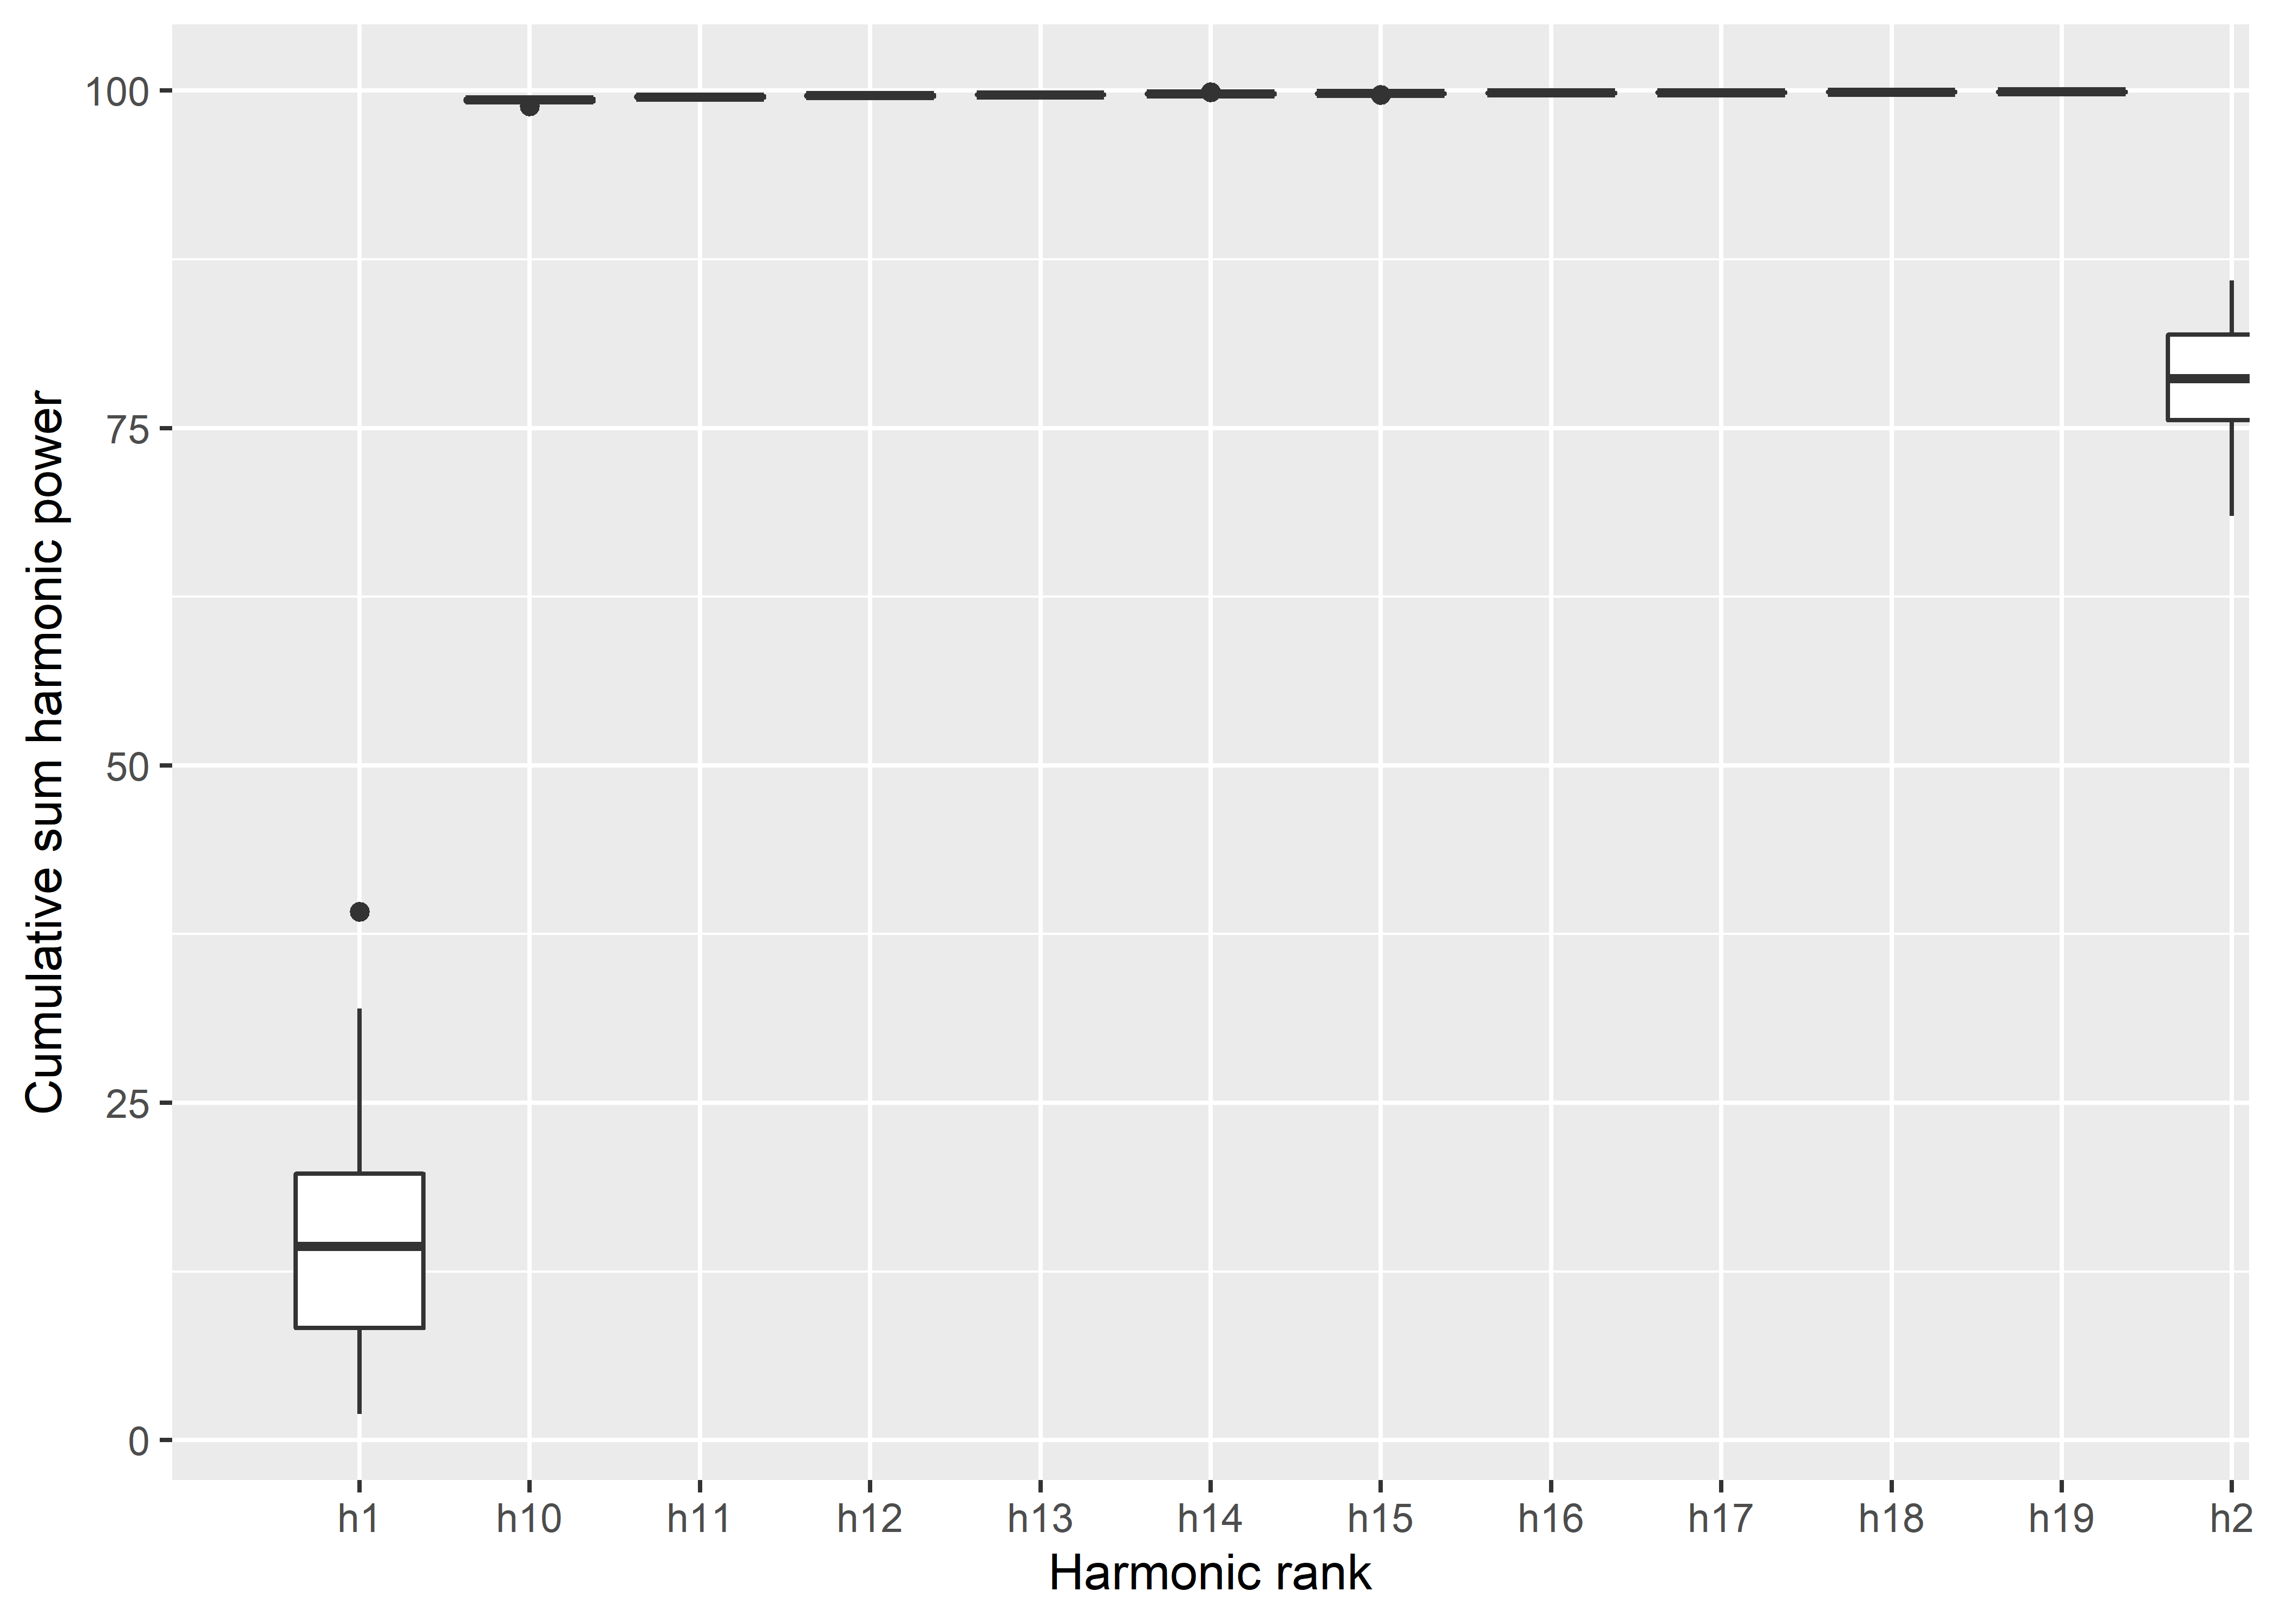 Cumulative sum harmonic power
100
75
50
25
0
h1 h10 h11 h12 h13 h14 h15 h16 h17 h18 h19 h2
Harmonic rank